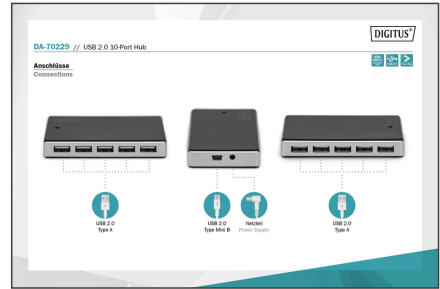 DIGITUS®
DA-70229 // USB 2.0 10-Port Hub
Anschlüsse
Connections
USB 2.0
Type A
USB 2.0
Type Mini B
Netzteil
Power Supply
USB 2.0
Type A